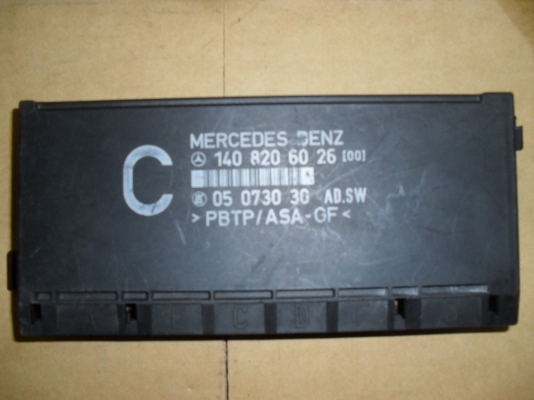 C
MERCEDES BENZ
140 820 60 26 [00]
05 0730 30 AD.SW
>PBTP/ASA-GF<